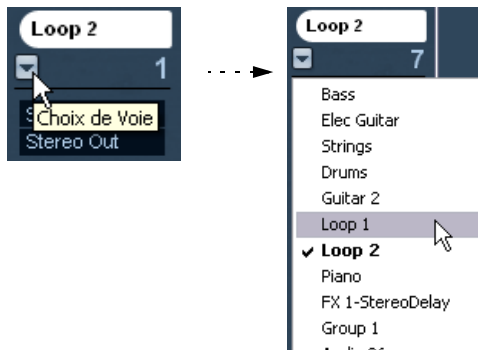 Loop 2
1
Choix de Voie
Stereo Out
Loop 2
7
Bass
Elec Guitar
Strings
Drums
Guitar 2
Loop 1
Loop 2
Piano
FX 1-StereoDelay
Group 1